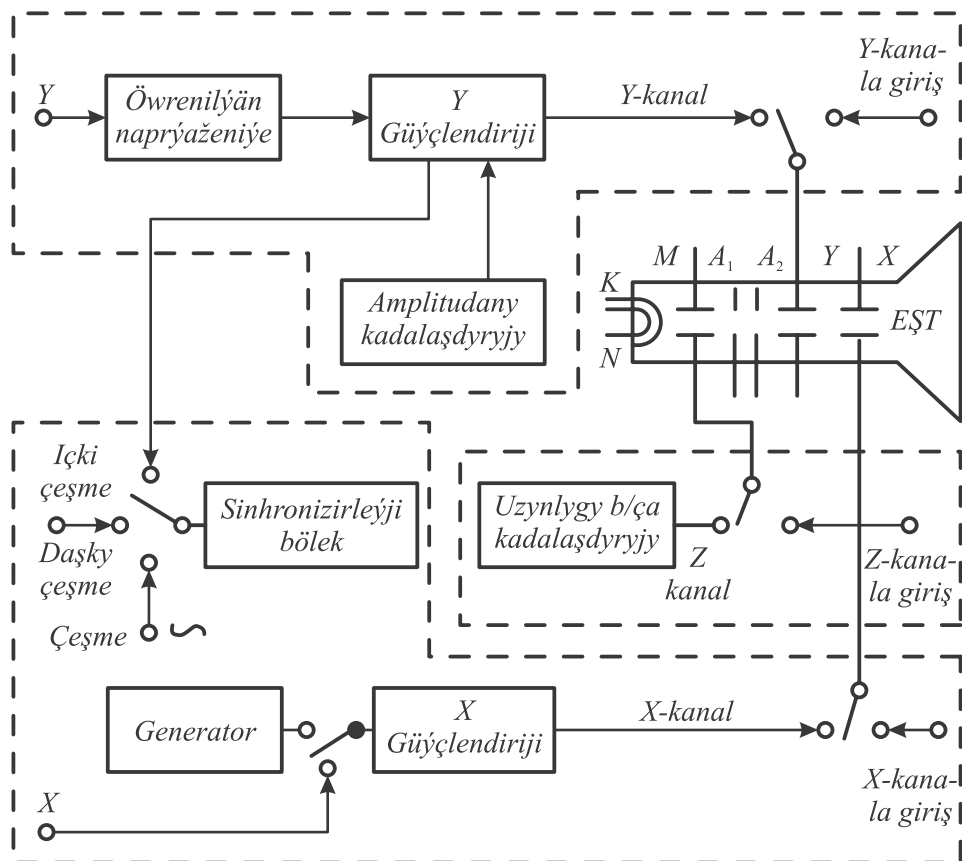 Y
Öwrenilýän
naprýaženiýe
Y
Güýçlendiriji
Y-kanal
Y-kana-
la giriş
Amplitudany
kadalaşdyryjy
M
A₁
A₂
Y
X
K
N
EŞT
Içki
çeşme
Daşky
çeşme
Çeşme
Sinhronizirleýji
bölek
Uzynlygy b/ça
kadalaşdyryjy
Z
kanal
Z-kana-
la giriş
Generator
X
Güýçlendiriji
X-kanal
X-kana-
la giriş
X